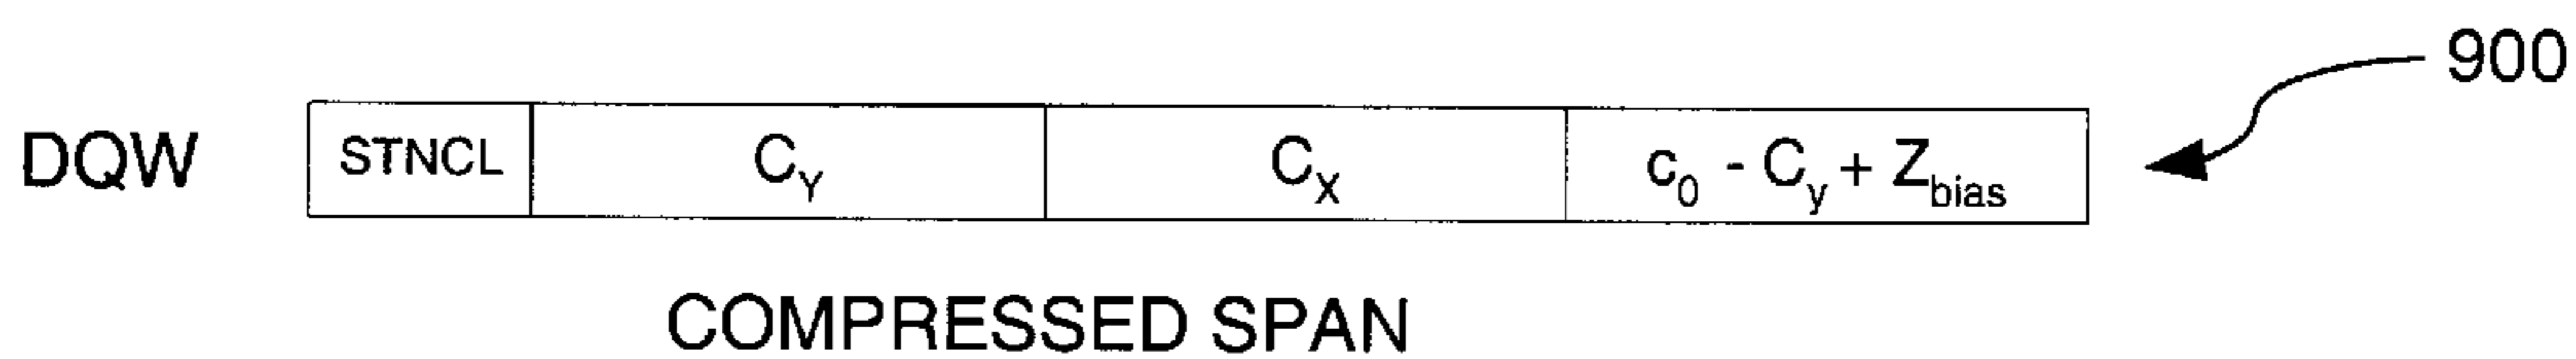 900
DQW STNCL C_Y C_X c_0 - C_y + Z_bias
COMPRESSED SPAN